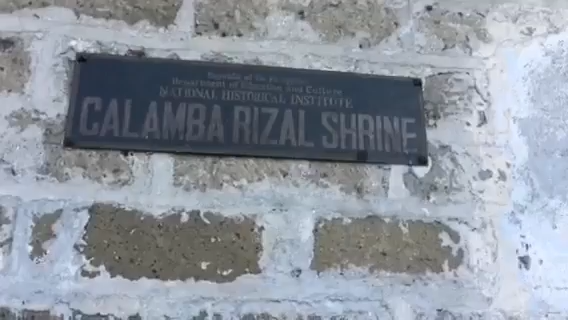 Republic of the Philippines
Department of Education and Culture
NATIONAL HISTORICAL INSTITUTE
CALAMBA RIZAL SHRINE